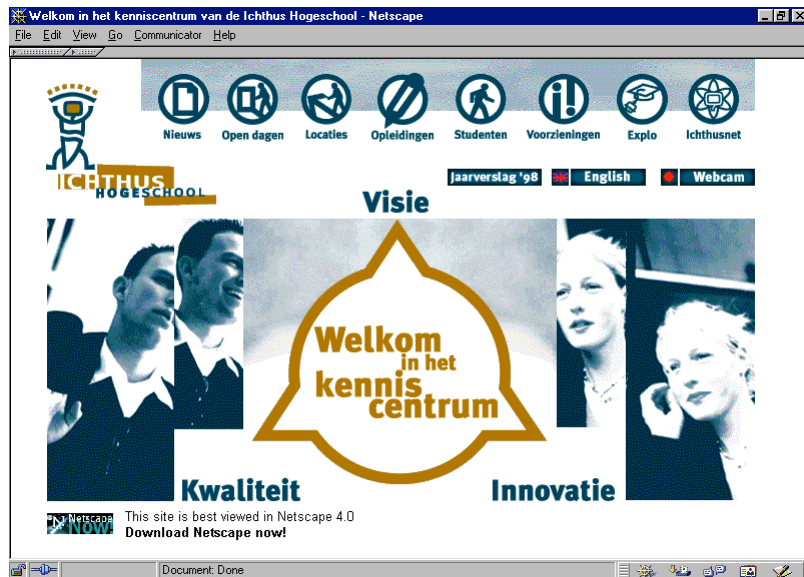 Welkom in het kenniscentrum van de Ichthus Hogeschool - Netscape
File Edit View Go Communicator Help
Nieuws Open dagen Locaties Opleidingen Studenten Voorzieningen Explo Ichthusnet
ICHTHUS
HOGESCHOOL
Jaarverslag '98 English Webcam
Visie
Welkom
in het
kennis
centrum
Kwaliteit Innovatie
Netscape
NOW!
This site is best viewed in Netscape 4.0
Download Netscape now!
Document: Done